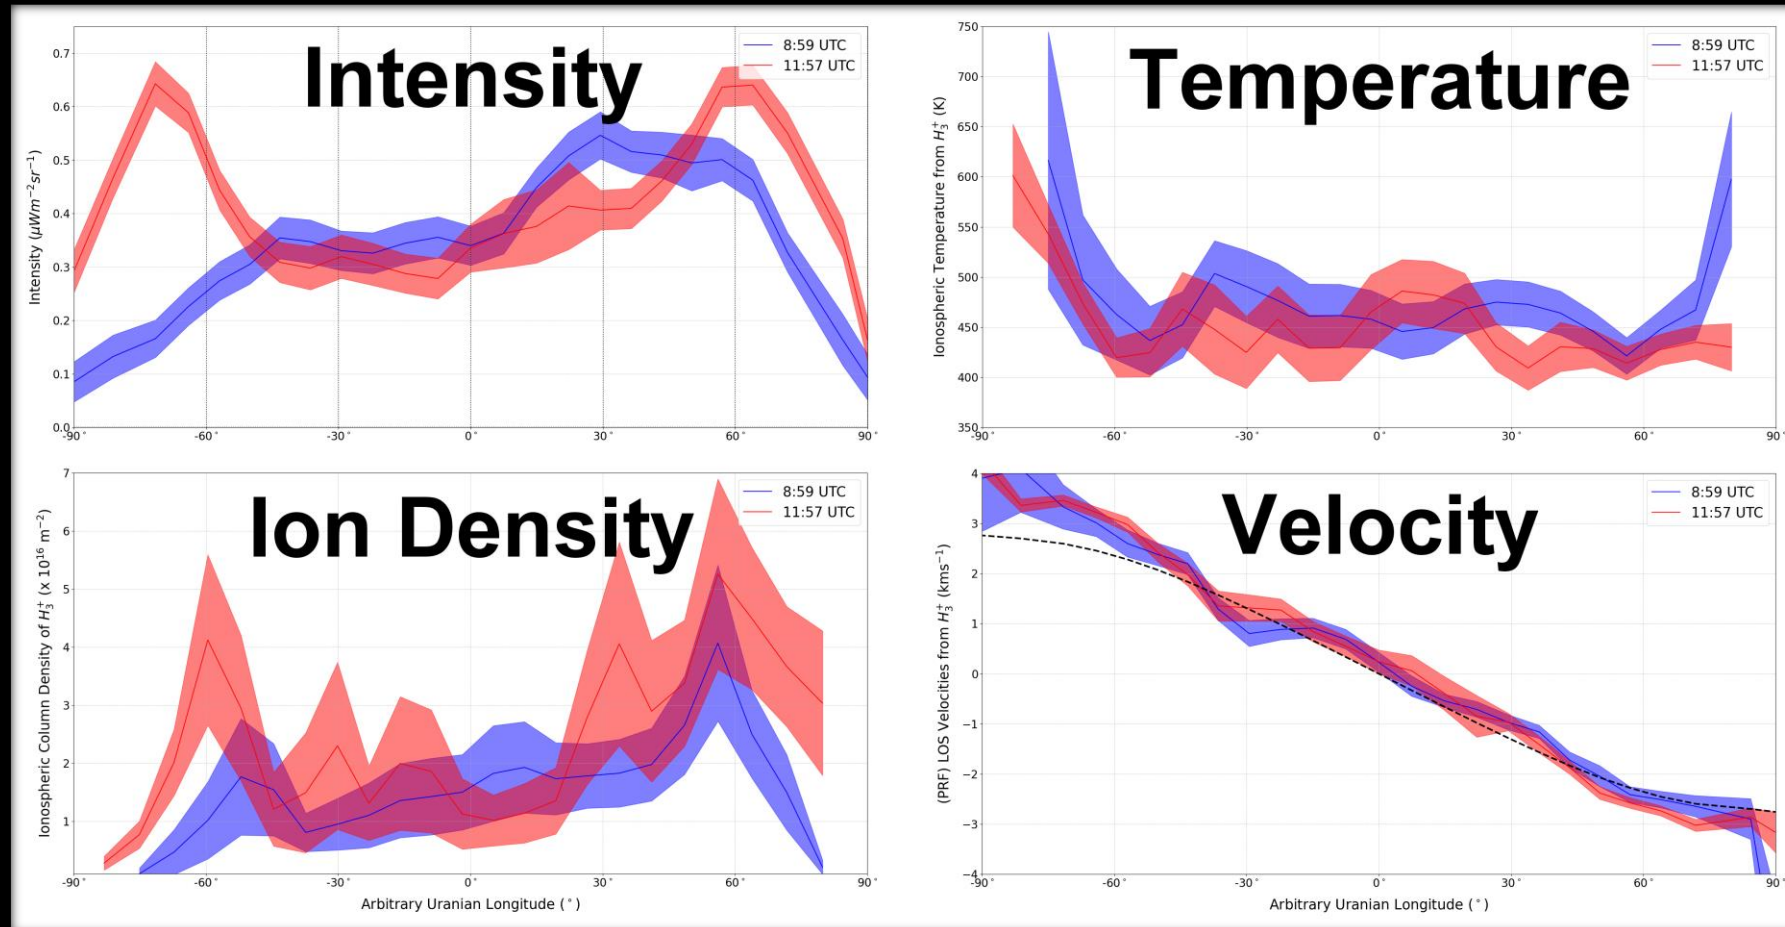 Intensity
8:59 UTC
11:57 UTC
Intensity (μWm⁻²sr⁻¹)
0.7
0.6
0.5
0.4
0.3
0.2
0.1
0.0
-90° -60° -30° 0° 30° 60° 90°
Temperature
8:59 UTC
11:57 UTC
Ionospheric Temperature from H₃⁺ (K)
750
700
650
600
550
500
450
400
350
-90° -60° -30° 0° 30° 60° 90°
Ion Density
8:59 UTC
11:57 UTC
Ionospheric Column Density of H₃⁺ (x 10¹⁶ m⁻²)
7
6
5
4
3
2
1
-90° -60° -30° 0° 30° 60° 90°
Arbitrary Uranian Longitude (°)
Velocity
8:59 UTC
11:57 UTC
(PRF) LOS Velocities from H₃⁺ (kms⁻¹)
4
3
2
1
0
−1
−2
−3
−4
-90° -60° -30° 0° 30° 60° 90°
Arbitrary Uranian Longitude (°)